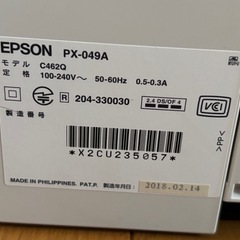 EPSON PX-049A
モデル C462Q
定格 100-240V~ 50-60Hz 0.5-0.3A
R 204-330030
2.4 DS/OF 4
VCI
製造番号
*X2CU235057*
>PP<
MADE IN PHILIPPINES. PAT.P. 製造年月日: 2018.02.14